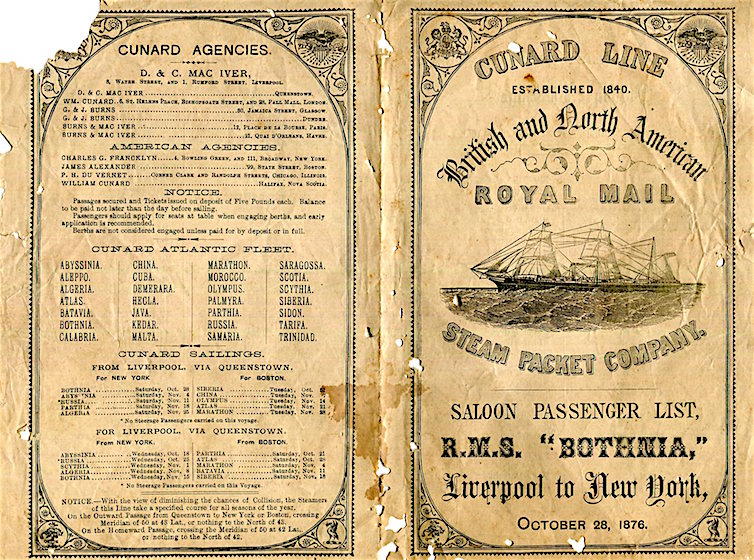 CUNARD AGENCIES.
D. & C. MAC IVER,
8, Water Street, and 1, Rumford Street, Liverpool.
D. & C. MAC IVER Queenstown.
WM. CUNARD, 6, St. Helens Place, Bishopsgate Street, and 28, Pall Mall, London.
G. & J. BURNS 30, Jamaica Street, Glasgow.
G. & J. BURNS Dundee.
BURNS & MAC IVER 12, Place de la Bourse, Paris.
BURNS & MAC IVER 21, Quai d'Orleans, Havre.
AMERICAN AGENCIES.
CHARLES G. FRANCKLYN 4, Bowling Green, and 111, Broadway, New York.
JAMES ALEXANDER 99, State Street, Boston.
P. H. DU VERNET Corner Clark and Randolph Streets, Chicago, Illinois.
WILLIAM CUNARD Halifax, Nova Scotia.
NOTICE.
Passages secured and Tickets issued on deposit of Five Pounds each. Balance
to be paid not later than the day before sailing.
Passengers should apply for seats at table when engaging berths, and early
application is recommended.
Berths are not considered engaged unless paid for by deposit or in full.
CUNARD ATLANTIC FLEET.
ABYSSINIA. CHINA. MARATHON. SARAGOSSA.
ALEPPO. CUBA. MOROCCO. SCOTIA.
ALGERIA. DEMERARA. OLYMPUS. SCYTHIA.
ATLAS. HECLA. PALMYRA. SIBERIA.
BATAVIA. JAVA. PARTHIA. SIDON.
BOTHNIA. KEDAR. RUSSIA. TARIFA.
CALABRIA. MALTA. SAMARIA. TRINIDAD.
CUNARD SAILINGS.
FROM LIVERPOOL, VIA QUEENSTOWN.
For NEW YORK For BOSTON.
BOTHNIA Saturday, Oct. 28 SIBERIA Tuesday, Oct.
ABYS NIA Saturday, Nov. 4 CHINA Tuesday, Nov.
*RUSSIA Saturday, Nov. 11 OLYMPUS Tuesday, Nov. 14
PARTHIA Saturday, Nov. 18 ATLAS Tuesday, Nov. 21
ALGERIA Saturday, Nov. 25 MARATHON Tuesday, Nov. 28
* No Steerage Passengers carried on this voyage.
FOR LIVERPOOL, VIA QUEENSTOWN.
From NEW YORK. From BOSTON.
ABYSSINIA Wednesday, Oct. 18 PARTHIA Saturday, Oct. 21
*RUSSIA Wednesday, Oct. 25 ATLAS Saturday, Oct. 28
SCYTHIA Wednesday, Nov. 1 MARATHON Saturday, Nov. 4
ALGERIA Wednesday, Nov. 8 BATAVIA Saturday, Nov. 11
BOTHNIA Wednesday, Nov. 15 SIBERIA Saturday, Nov. 18
* No Steerage Passengers carried on this Voyage.
NOTICE.—With the view of diminishing the chances of Collision, the Steamers
of this Line take a specified course for all seasons of the year.
On the Outward Passage from Queenstown to New York or Boston, crossing
Meridian of 50 at 43 Lat., or nothing to the North of 43.
On the Homeward Passage, crossing the Meridian of 50 at 42 Lat.
or nothing to the North of 42.
CUNARD LINE
ESTABLISHED 1840.
British and North American
ROYAL MAIL
STEAM PACKET COMPANY.
SALOON PASSENGER LIST,
R.M.S. "BOTHNIA,"
Liverpool to New York,
OCTOBER 28, 1876.